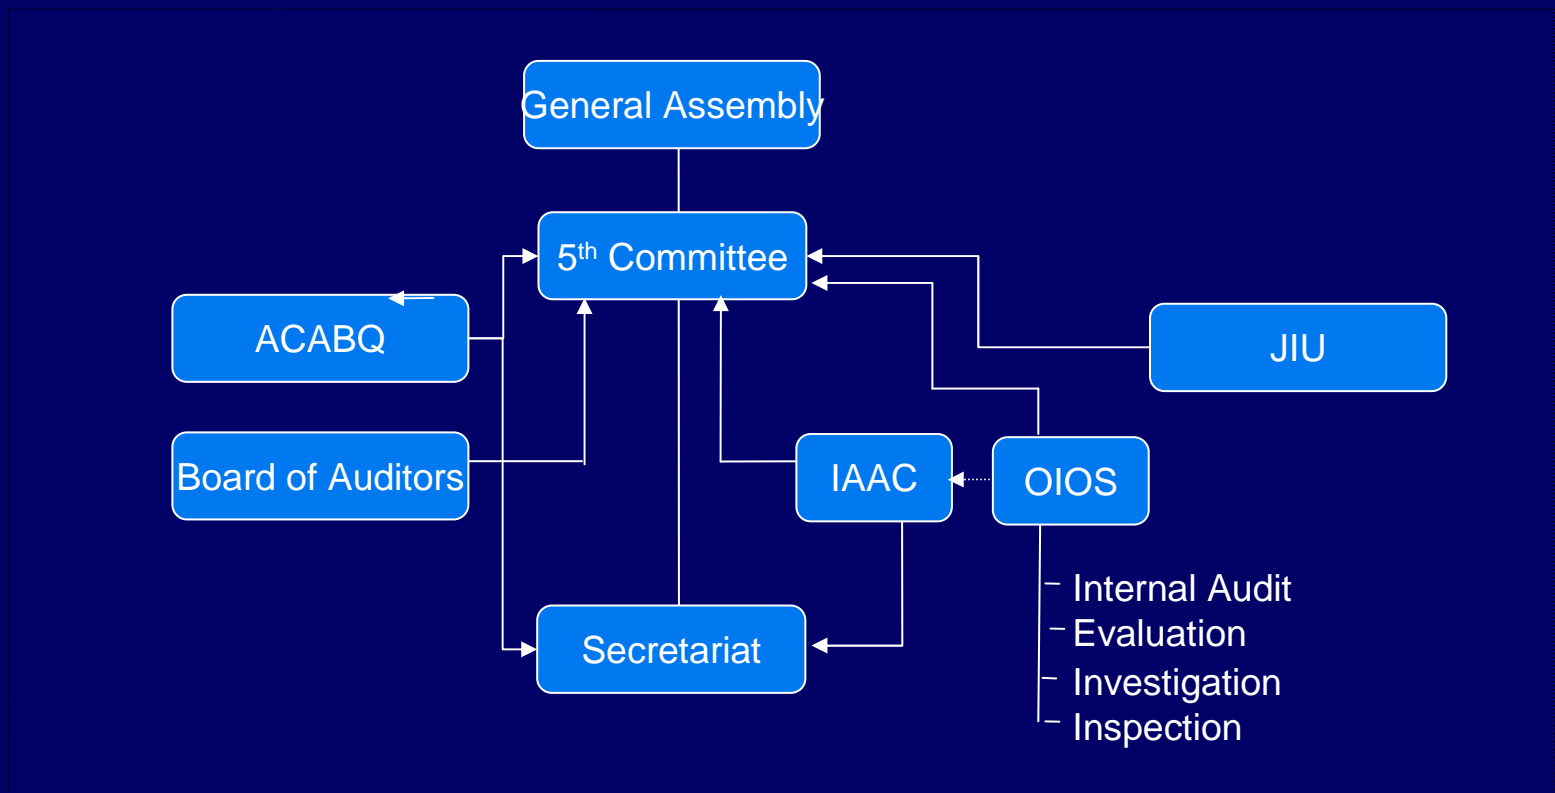 General Assembly
5th Committee
ACABQ
JIU
Board of Auditors
IAAC
OIOS
Internal Audit
Evaluation
Secretariat
Investigation
Inspection